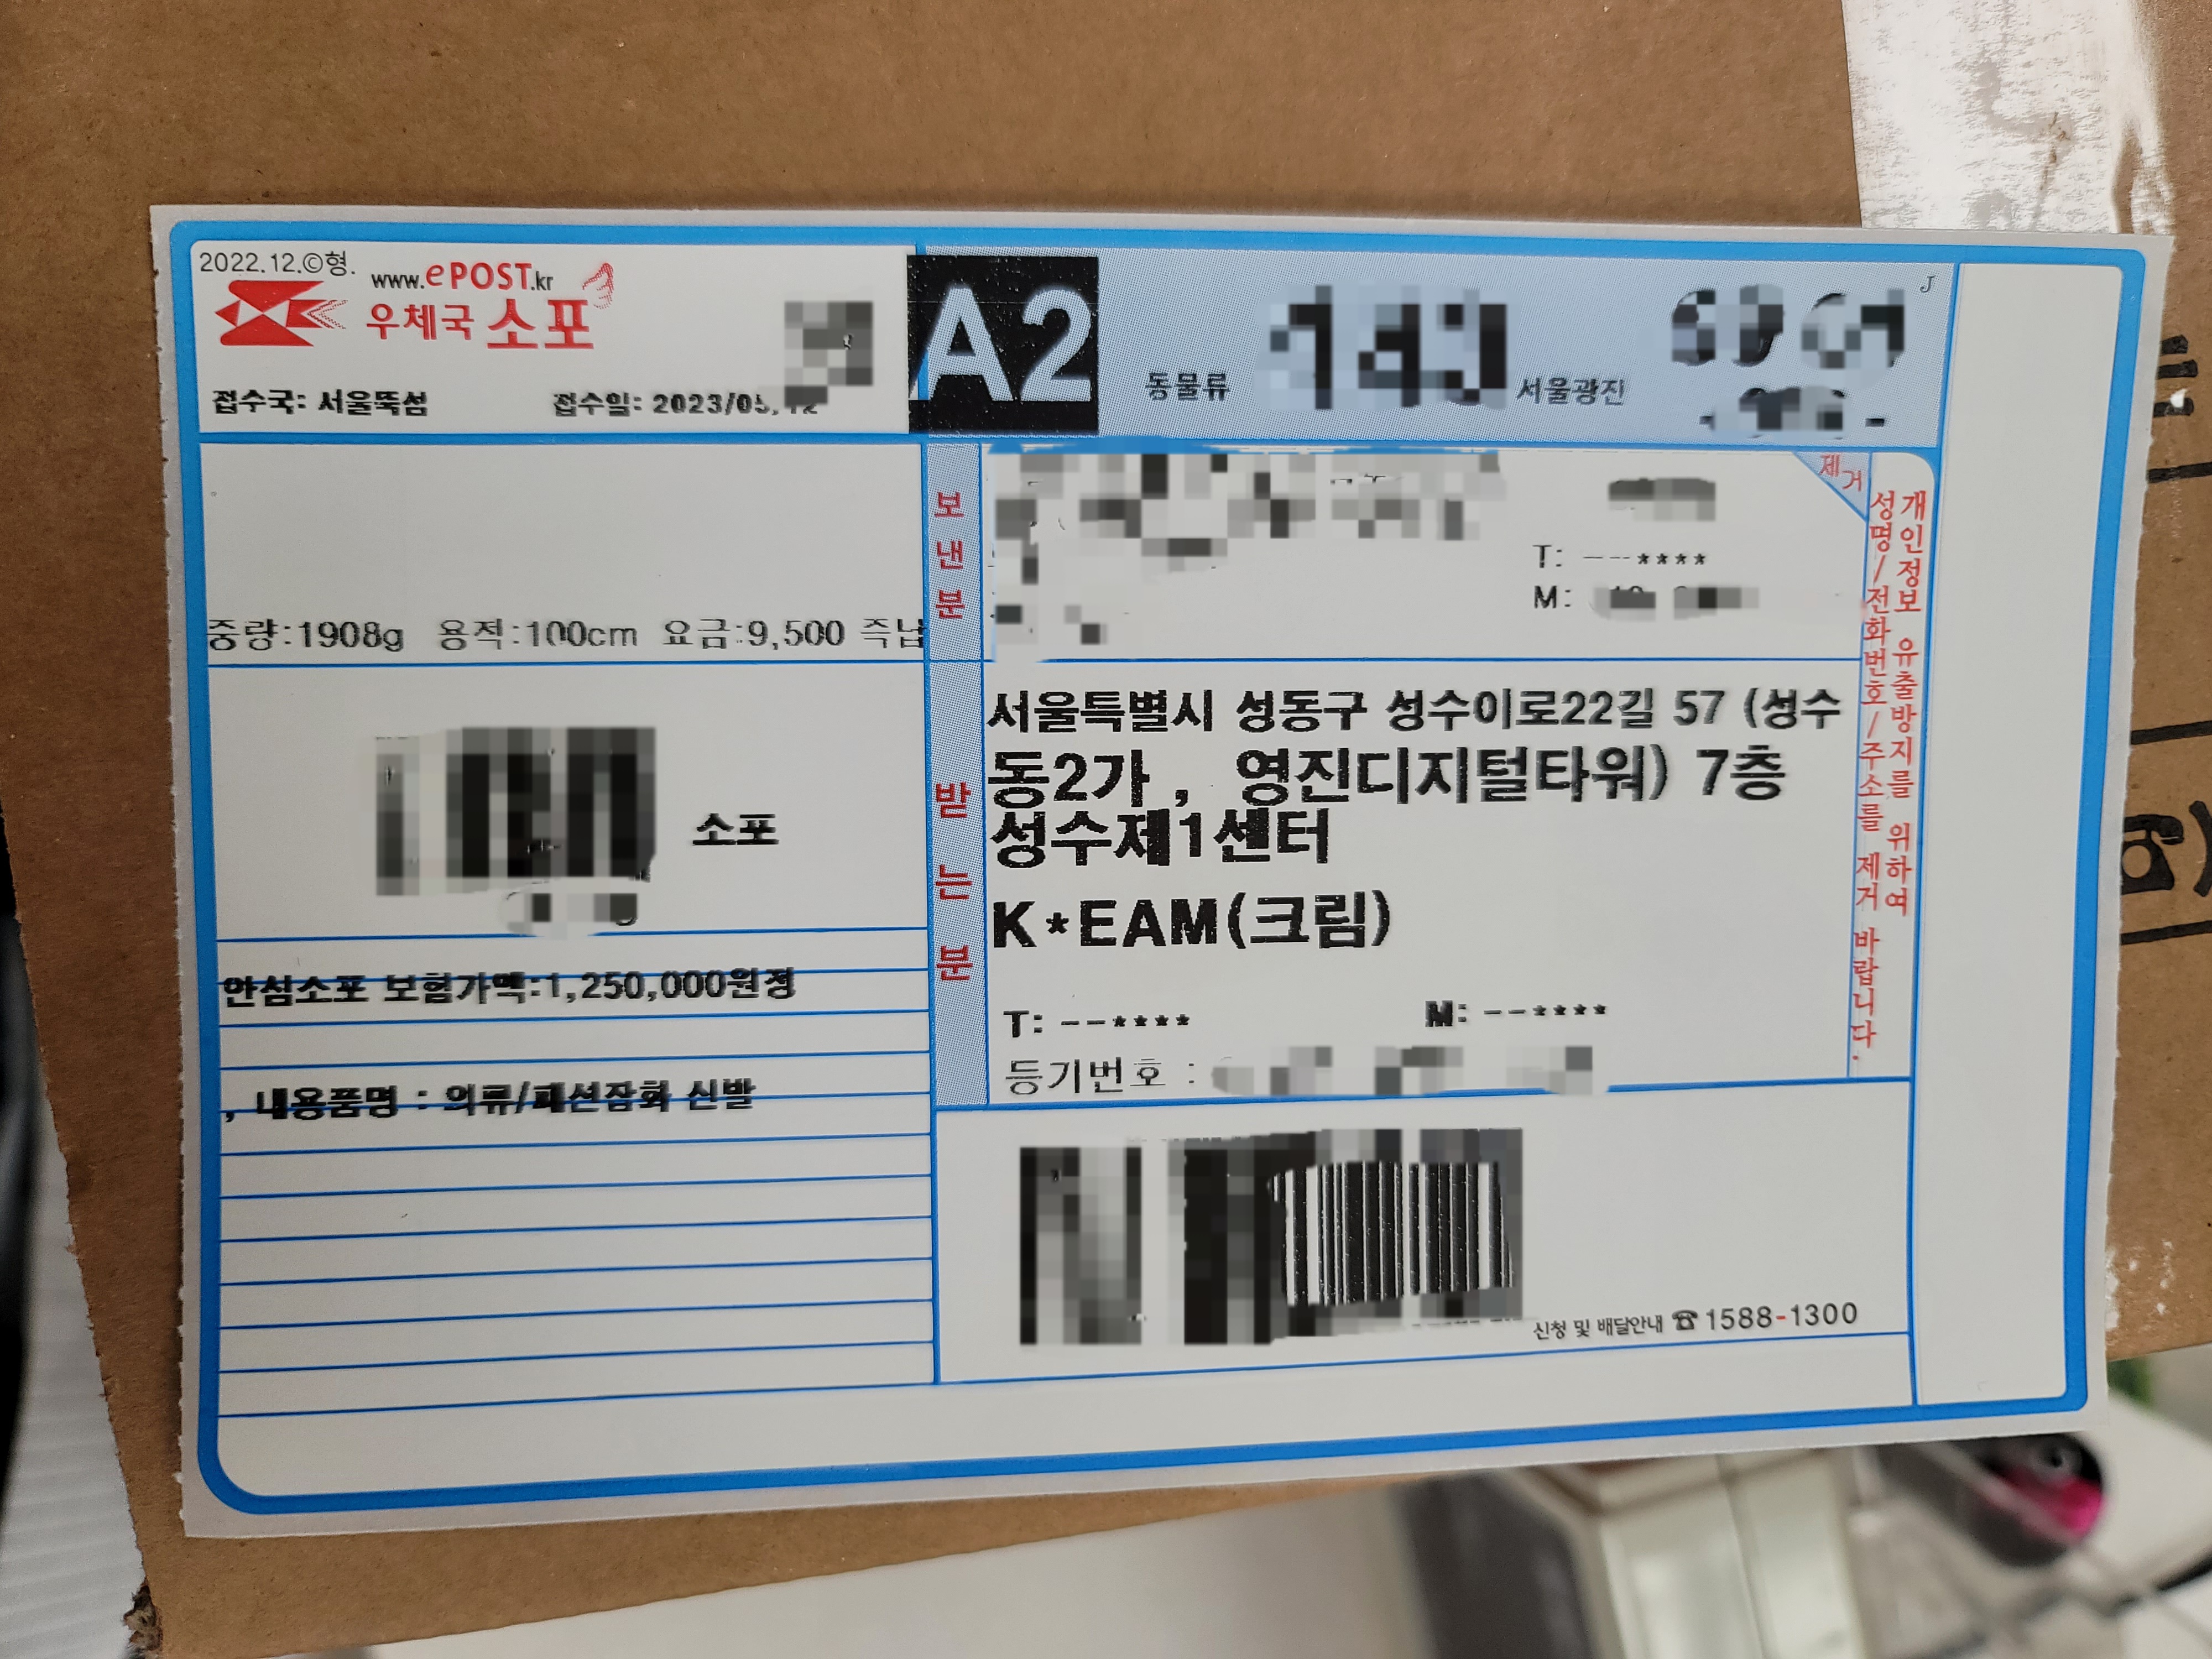 2022.12.©형.
www.ePOST.kr
우체국 소포
접수국: 서울뚝섬 접수일: 2023/05/12
A2
동물류
서울광진
J
중량:1908g 용적:100cm 요금:9,500 즉납
소포
안심소포 보험가액:1,250,000원정
, 내용품명 : 의류/패션잡화 신발
보낸분
T: --****
M:
제거
받는분
서울특별시 성동구 성수이로22길 57 (성수
동2가, 영진디지털타워) 7층
성수제1센터
K*EAM(크림)
T: --**** M: --****
등기번호 :
개인정보 유출방지를 위하여
성명/전화번호/주소를 제거 바랍니다.
신청 및 배달안내 ☎1588-1300